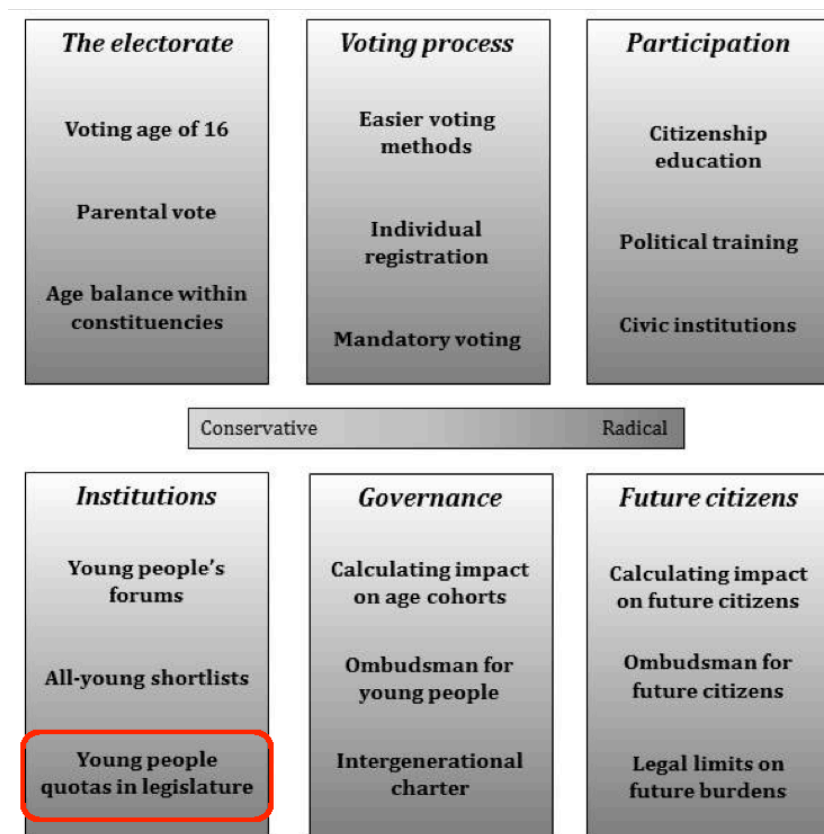 The electorate
Voting age of 16
Parental vote
Age balance within
constituencies
Voting process
Easier voting
methods
Individual
registration
Mandatory voting
Participation
Citizenship
education
Political training
Civic institutions
Conservative
Radical
Institutions
Young people’s
forums
All-young shortlists
Young people
quotas in legislature
Governance
Calculating impact
on age cohorts
Ombudsman for
young people
Intergenerational
charter
Future citizens
Calculating impact
on future citizens
Ombudsman for
future citizens
Legal limits on
future burdens